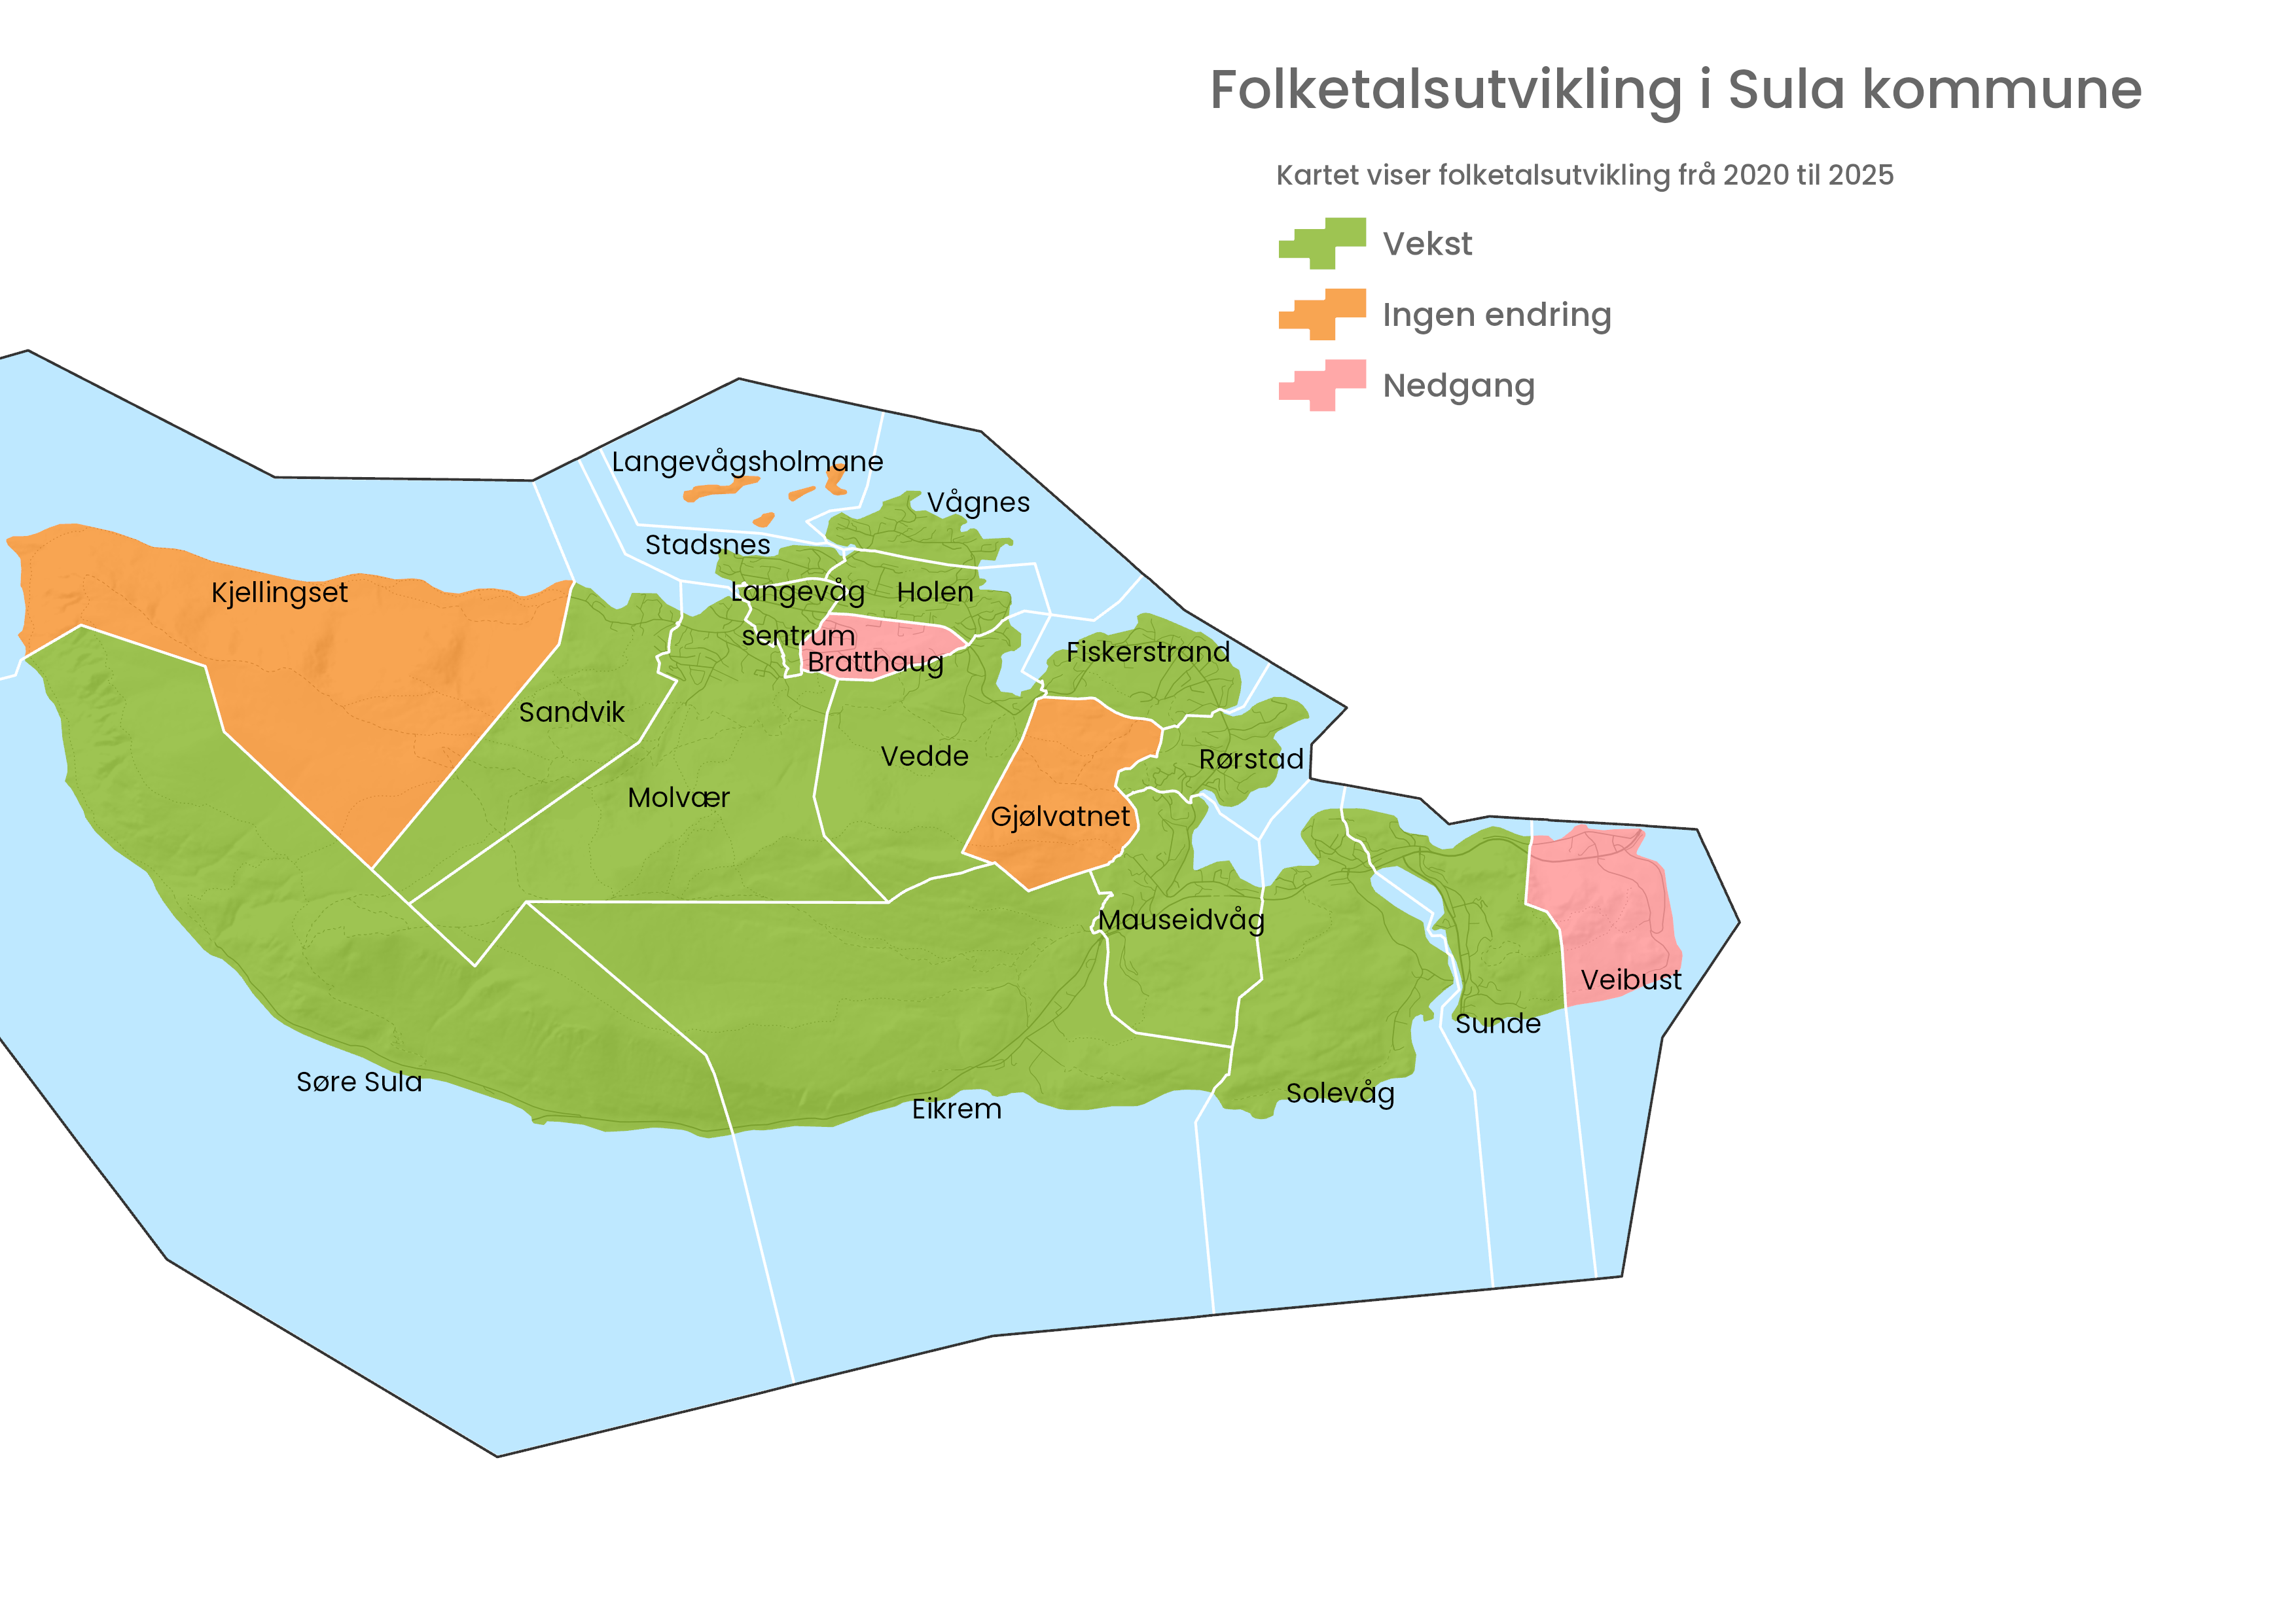 Folketalsutvikling i Sula kommune
Kartet viser folketalsutvikling frå 2020 til 2025
Vekst
Ingen endring
Nedgang
Langevågsholmane
Vågnes
Stadsnes
Kjellingset
Langevåg
sentrum
Holen
Bratthaug
Fiskerstrand
Sandvik
Vedde
Rørstad
Molvær
Gjølvatnet
Mauseidvåg
Veibust
Sunde
Søre Sula
Solevåg
Eikrem